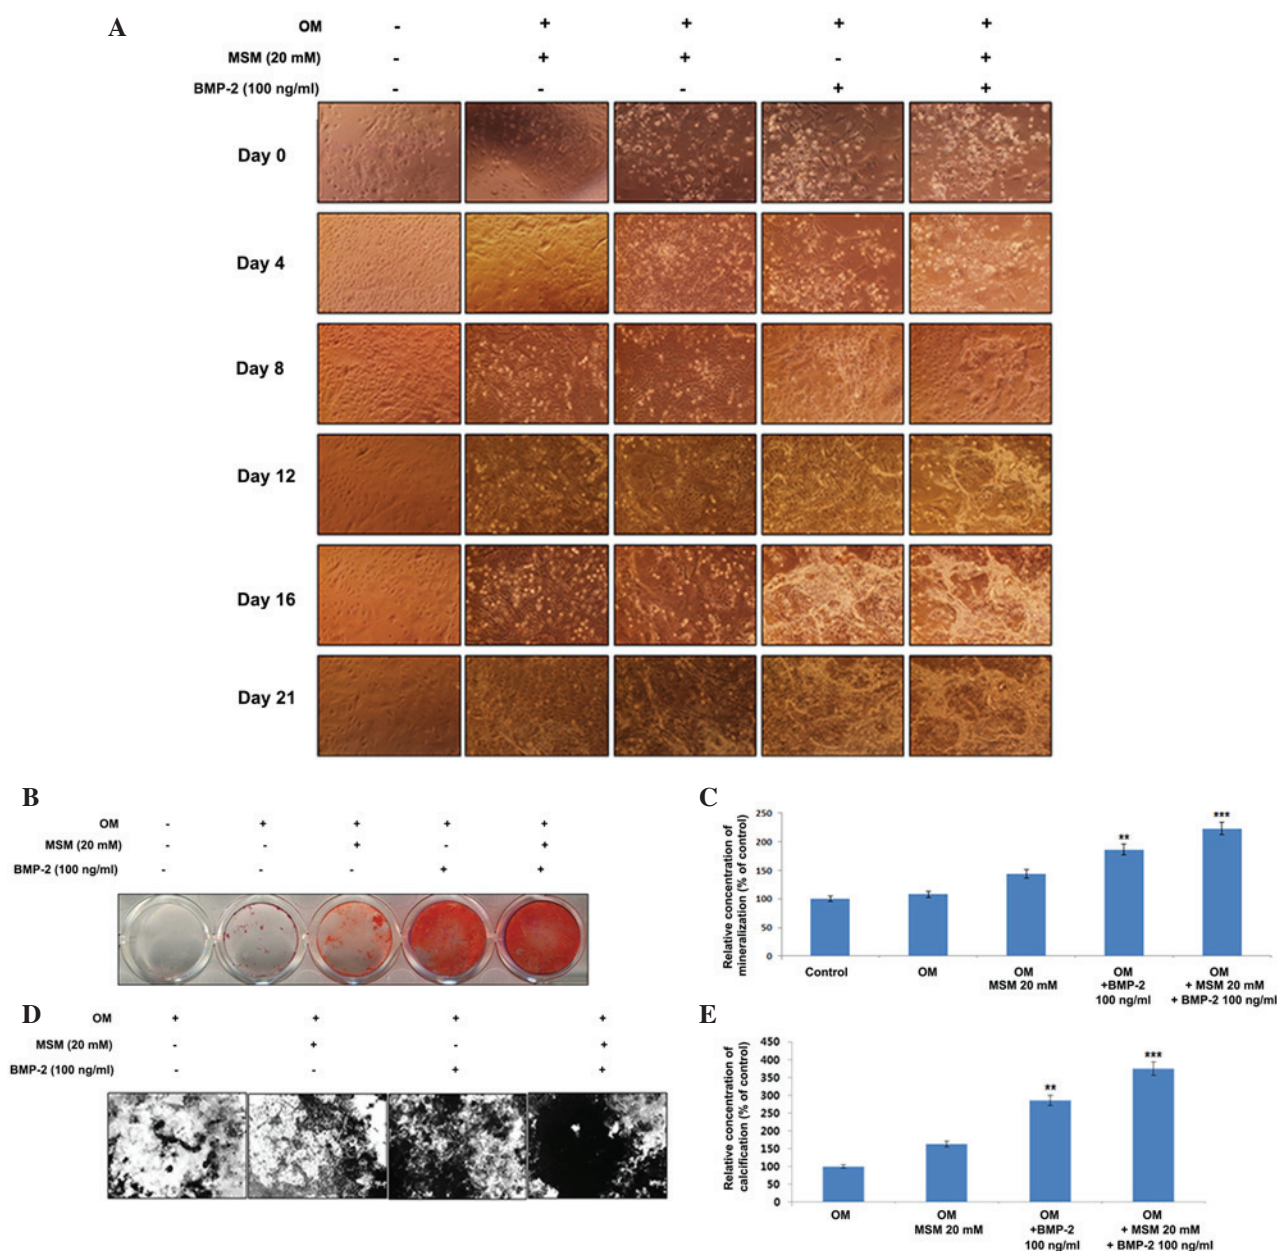 A
OM - + + + +
MSM (20 mM) - + + - +
BMP-2 (100 ng/ml) - - - + +
Day 0
Day 4
Day 8
Day 12
Day 16
Day 21
B
OM - + + + +
MSM (20 mM) - - + - +
BMP-2 (100 ng/ml) - - - + +
C
Relative concentration of
mineralization (% of control)
250
200
150
100
50
0
**
***
Control
OM
OM
MSM 20 mM
OM
+BMP-2
100 ng/ml
OM
+ MSM 20 mM
+ BMP-2 100 ng/ml
D
OM + + + +
MSM (20 mM) - + - +
BMP-2 (100 ng/ml) - - + +
E
Relative concentration of
calcification (% of control)
450
400
350
300
250
200
150
100
50
0
**
***
OM
OM
MSM 20 mM
OM
+BMP-2
100 ng/ml
OM
+ MSM 20 mM
+ BMP-2 100 ng/ml